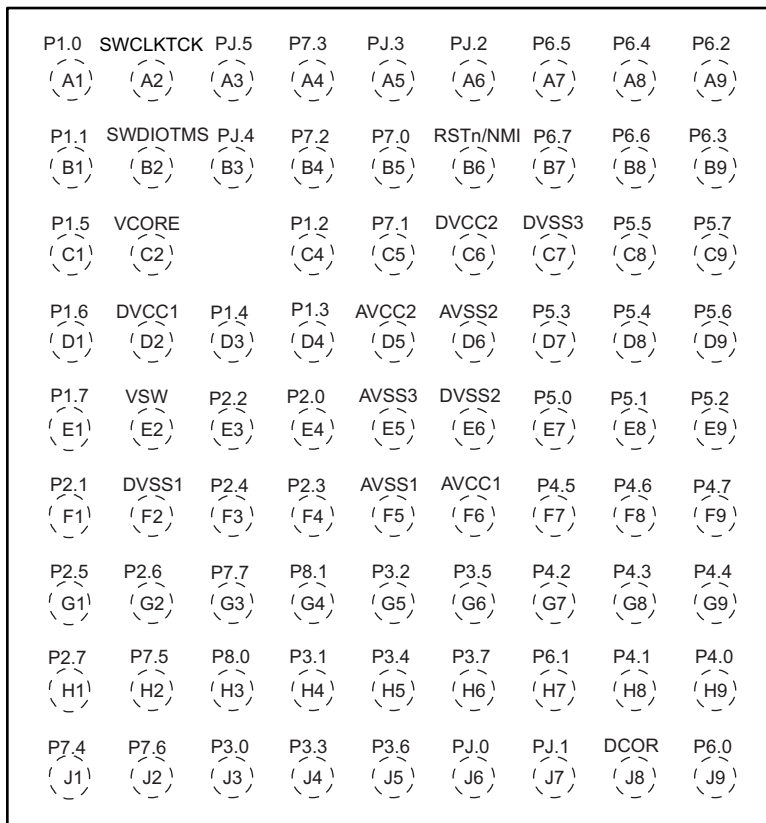 P1.0 SWCLKTCK PJ.5 P7.3 PJ.3 PJ.2 P6.5 P6.4 P6.2
A1 A2 A3 A4 A5 A6 A7 A8 A9
P1.1 SWDIOTMS PJ.4 P7.2 P7.0 RSTn/NMI P6.7 P6.6 P6.3
B1 B2 B3 B4 B5 B6 B7 B8 B9
P1.5 VCORE P1.2 P7.1 DVCC2 DVSS3 P5.5 P5.7
C1 C2 C4 C5 C6 C7 C8 C9
P1.6 DVCC1 P1.4 P1.3 AVCC2 AVSS2 P5.3 P5.4 P5.6
D1 D2 D3 D4 D5 D6 D7 D8 D9
P1.7 VSW P2.2 P2.0 AVSS3 DVSS2 P5.0 P5.1 P5.2
E1 E2 E3 E4 E5 E6 E7 E8 E9
P2.1 DVSS1 P2.4 P2.3 AVSS1 AVCC1 P4.5 P4.6 P4.7
F1 F2 F3 F4 F5 F6 F7 F8 F9
P2.5 P2.6 P7.7 P8.1 P3.2 P3.5 P4.2 P4.3 P4.4
G1 G2 G3 G4 G5 G6 G7 G8 G9
P2.7 P7.5 P8.0 P3.1 P3.4 P3.7 P6.1 P4.1 P4.0
H1 H2 H3 H4 H5 H6 H7 H8 H9
P7.4 P7.6 P3.0 P3.3 P3.6 PJ.0 PJ.1 DCOR P6.0
J1 J2 J3 J4 J5 J6 J7 J8 J9